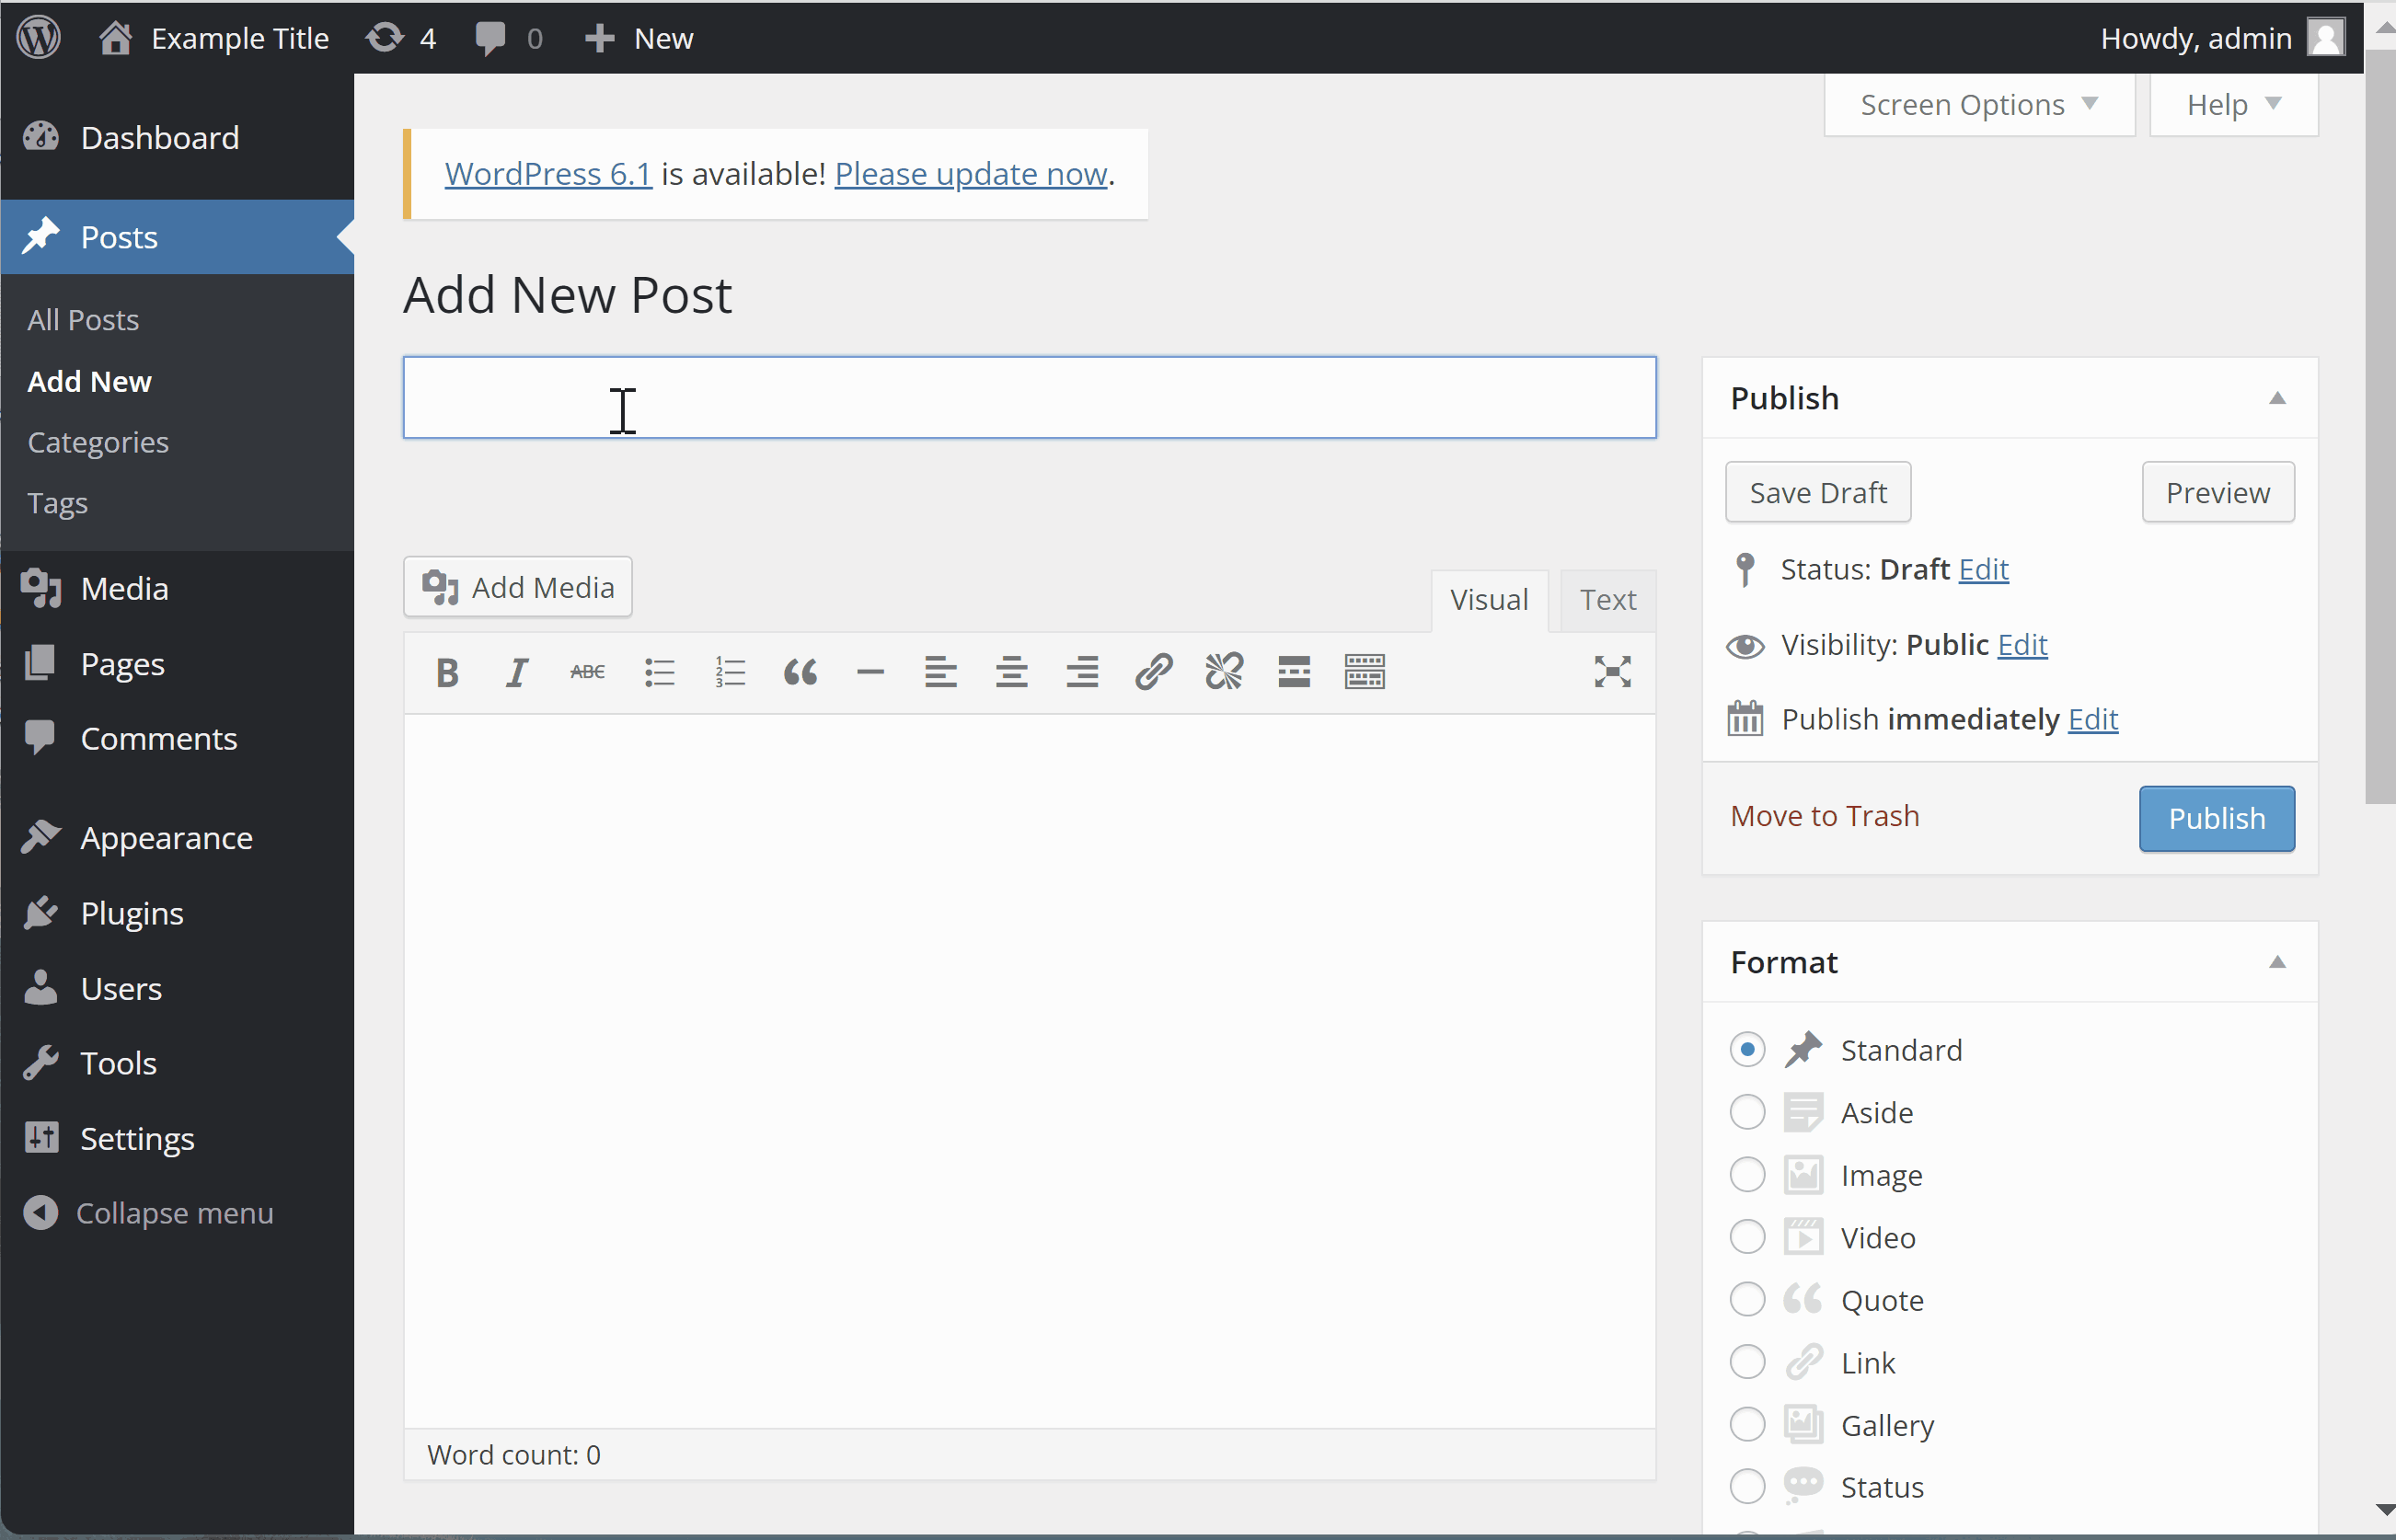 Example Title 4 0 New Howdy, admin
Screen Options Help
Dashboard
Posts
All Posts
Add New
Categories
Tags
Media
Pages
Comments
Appearance
Plugins
Users
Tools
Settings
Collapse menu
WordPress 6.1 is available! Please update now.
Add New Post
Add Media
Visual Text
B I ABC
Word count: 0
Publish
Save Draft Preview
Status: Draft Edit
Visibility: Public Edit
Publish immediately Edit
Move to Trash Publish
Format
Standard
Aside
Image
Video
Quote
Link
Gallery
Status